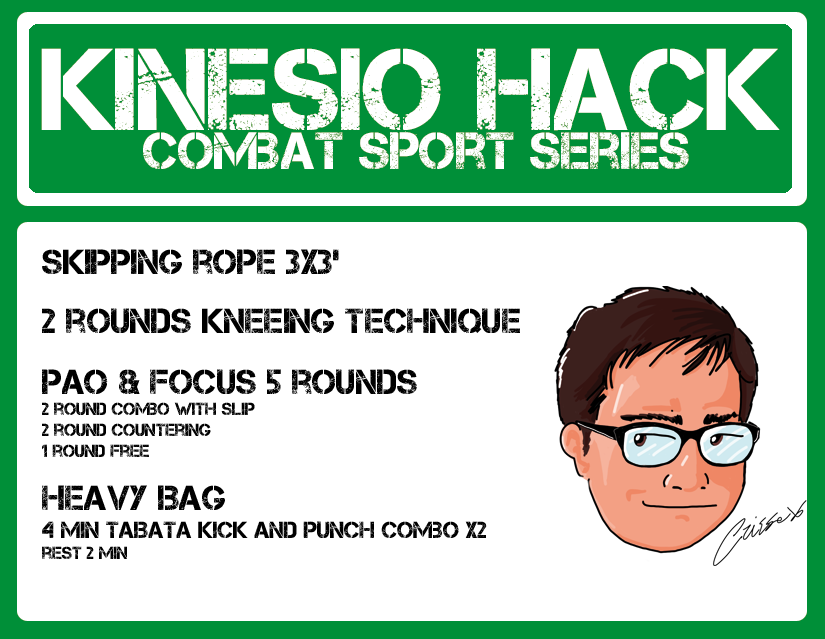 KINESIO HACK
COMBAT SPORT SERIES
SKIPPING ROPE 3X3'
2 ROUNDS KNEEING TECHNIQUE
PAO & FOCUS 5 ROUNDS
2 ROUND COMBO WITH SLIP
2 ROUND COUNTERING
1 ROUND FREE
HEAVY BAG
4 MIN TABATA KICK AND PUNCH COMBO X2
REST 2 MIN